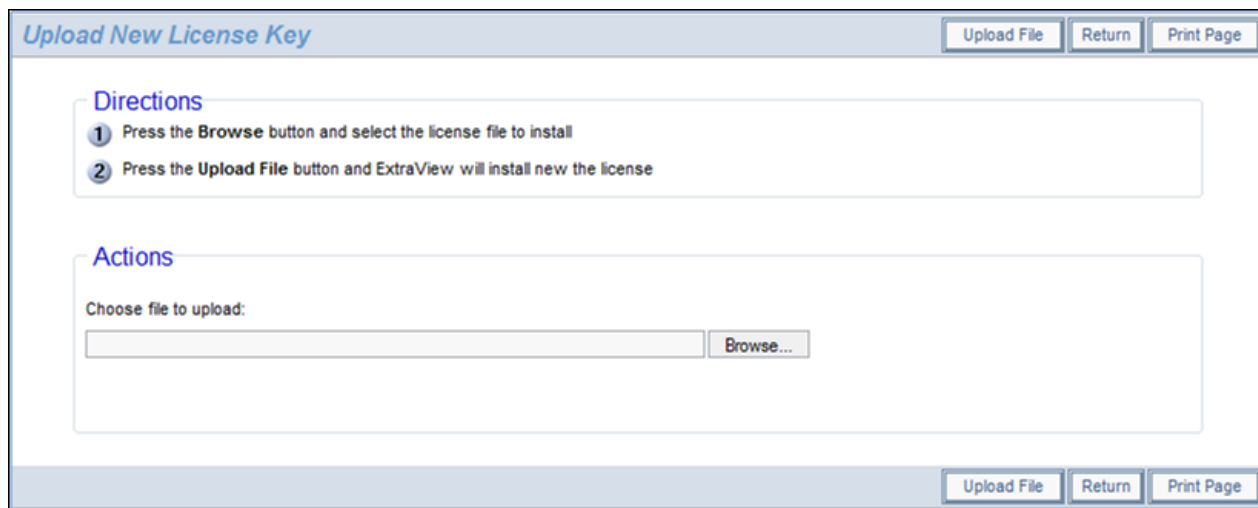 Upload New License Key
Upload File Return Print Page
Directions
1 Press the Browse button and select the license file to install
2 Press the Upload File button and ExtraView will install new the license
Actions
Choose file to upload:
Browse...
Upload File Return Print Page